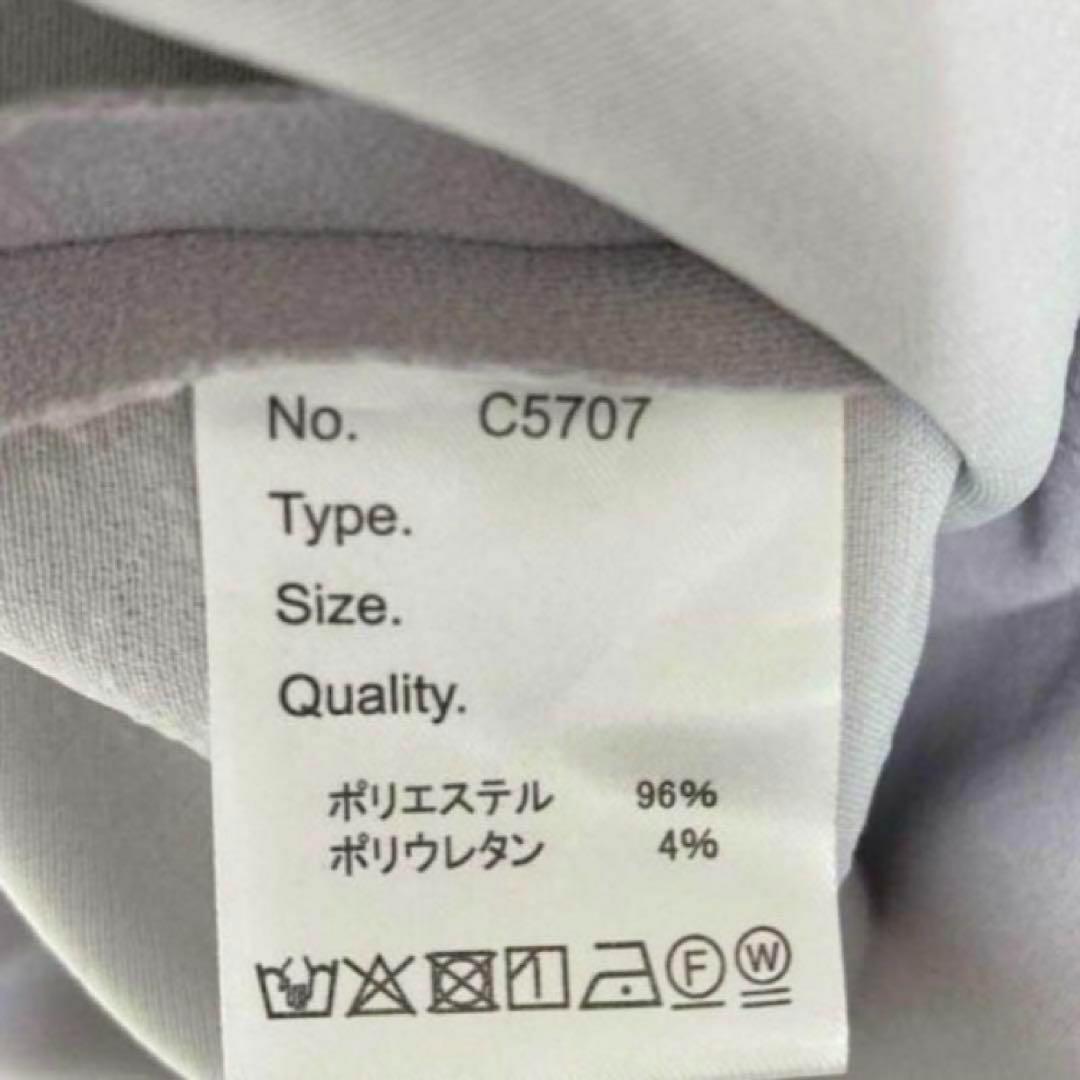 No. C5707
Type.
Size.
Quality.
ポリエステル 96%
ポリウレタン 4%
F W